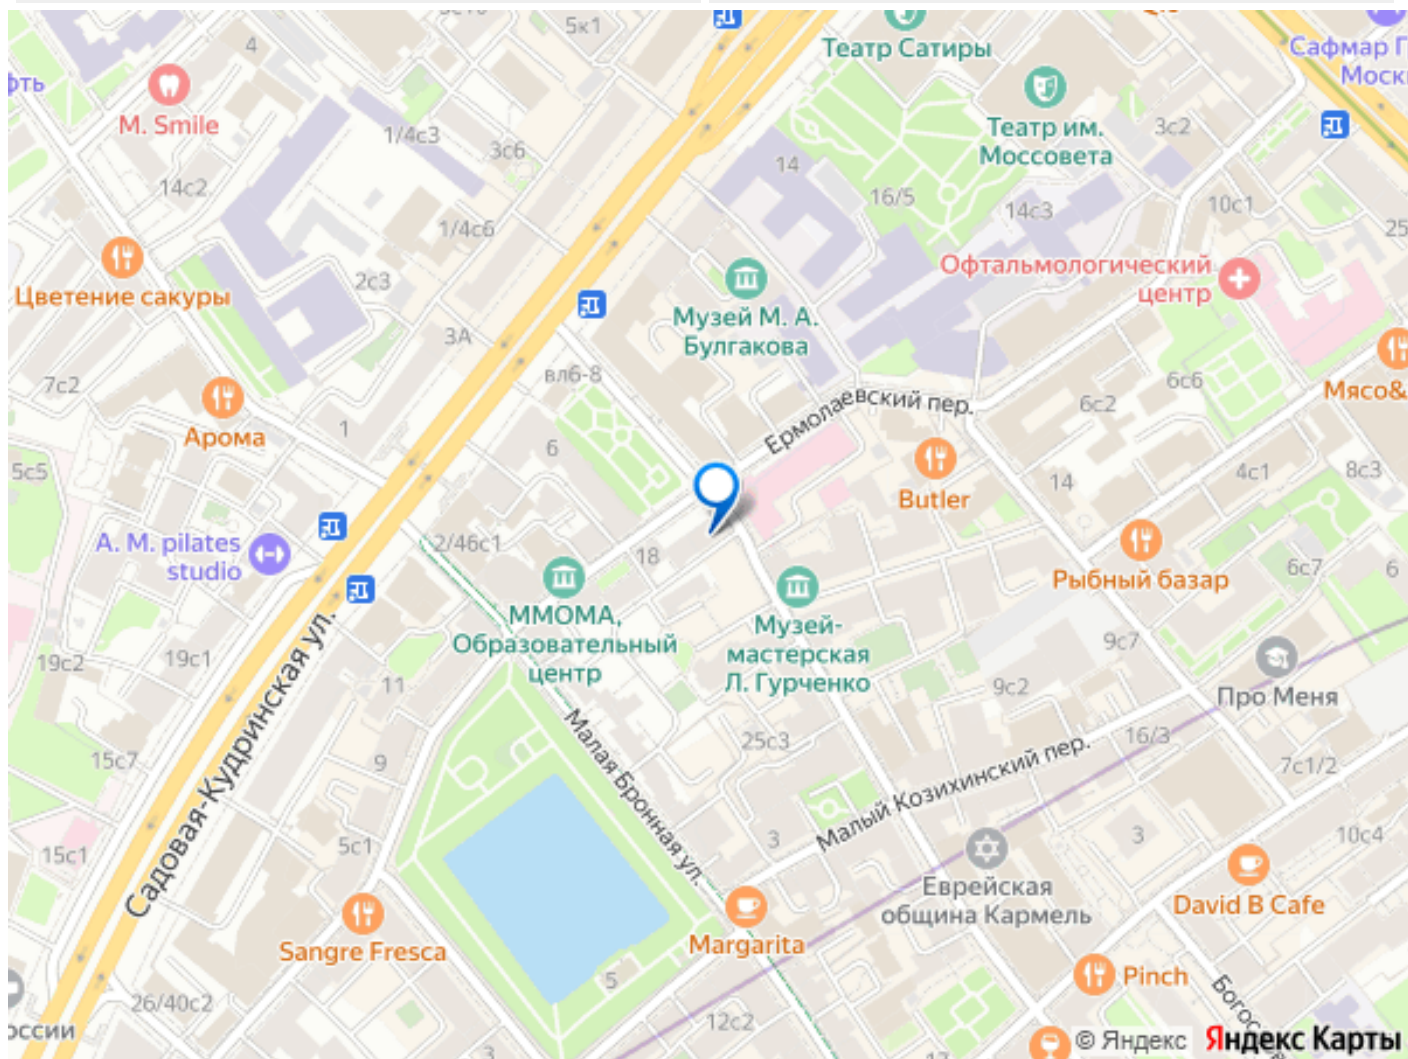 5к1
4
Театр Сатиры
Сафмар Г
Моск
фть
M. Smile
1/4с3
3с6
Театр им.
Моссовета
3с2
14
14с2
16/5
14с3
10с1
25
1/4с6
2с3
Цветение сакуры
Офтальмологический
центр
Музей М. А.
Булгакова
3А
вл6-8
7с2
6с6
6с2
Мясо&
Ермолаевский пер.
Арома
1
6
5с5
Butler
14
4с1
8с3
A. M. pilates
studio
2/46с1
18
Рыбный базар
6с7
6
ММОМА,
Образовательный
центр
Музей-
мастерская
Л. Гурченко
19с2
19с1
11
9с7
9с2
Про Меня
Садовая-Кудринская ул.
Малая Бронная ул.
25с3
16/3
15с7
9
7с1/2
Малый Козихинский пер.
15с1
5с1
3
3
10с4
Еврейская
община Кармель
David B Cafe
Sangre Fresca
Margarita
5
Pinch
26/40с2
12с2
Богос
оссии
3
17
© Яндекс
Яндекс Карты